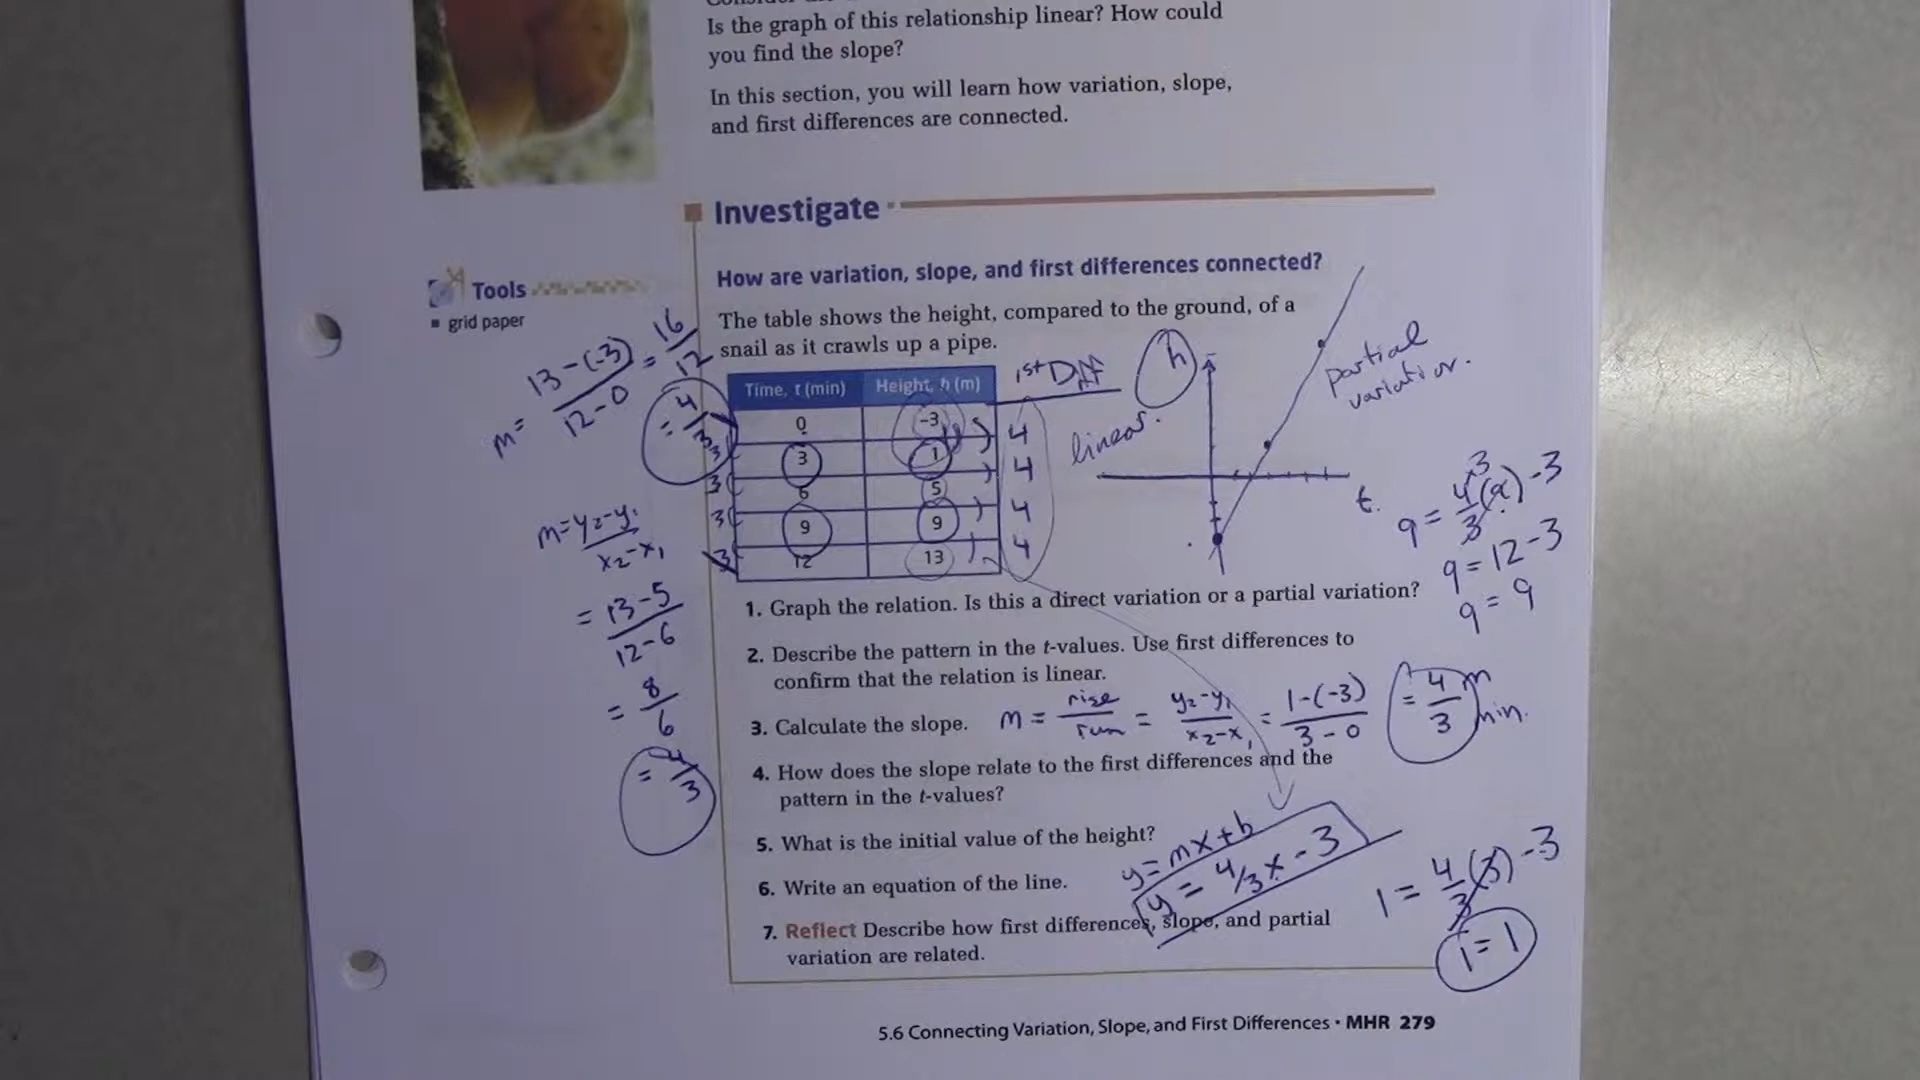 Is the graph of this relationship linear? How could
you find the slope?
In this section, you will learn how variation, slope,
and first differences are connected.
Investigate
Tools
grid paper
How are variation, slope, and first differences connected?
The table shows the height, compared to the ground, of a
snail as it crawls up a pipe.
m = 13-(-3) / 12-0 = 16/12
= 4/3
Time, t (min) Height, h (m) 1st Diff
0 -3
3 1
6 5
9 9
12 13
4
4
4
4
3
3
3
3
linear.
h
t.
partial
variation.
m = y₂-y₁ / x₂-x₁
= 13-5 / 12-6
= 8/6
= 4/3
9 = 4/3(9) -3
3
9 = 12-3
9 = 9
1. Graph the relation. Is this a direct variation or a partial variation?
2. Describe the pattern in the t-values. Use first differences to
confirm that the relation is linear.
3. Calculate the slope. m = rise/run = y₂-y₁ / x₂-x₁ = 1-(-3) / 3-0 = 4/3 m/min.
4. How does the slope relate to the first differences and the
pattern in the t-values?
5. What is the initial value of the height?
y = mx+b
6. Write an equation of the line.
y = 4/3 x - 3
7. Reflect Describe how first differences, slope, and partial
variation are related.
1 = 4/3(3) -3
1 = 1
5.6 Connecting Variation, Slope, and First Differences • MHR 279